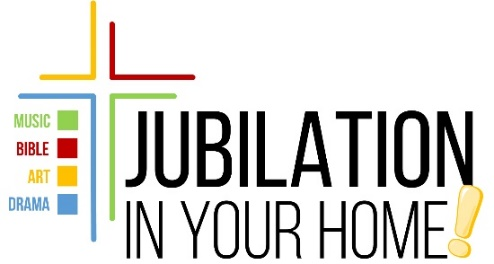 MUSIC
BIBLE
ART
DRAMA
JUBILATION
IN YOUR HOME!